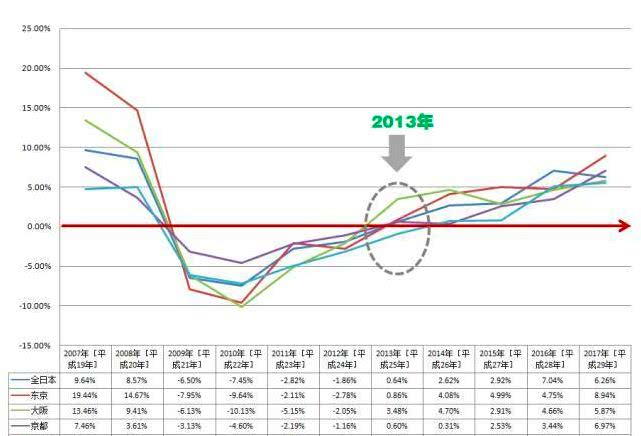 25.00%
20.00%
2013年
15.00%
10.00%
5.00%
0.00%
-5.00%
-10.00%
-15.00%
2007年 [平成19年] 2008年 [平成20年] 2009年 [平成21年] 2010年 [平成22年] 2011年 [平成23年] 2012年 [平成24年] 2013年 [平成25年] 2014年 [平成26年] 2015年 [平成27年] 2016年 [平成28年] 2017年 [平成29年]
全日本 9.64% 8.57% -6.50% -7.45% -2.82% -1.86% 0.64% 2.62% 2.92% 7.04% 6.26%
东京 19.44% 14.67% -7.95% -9.64% -2.11% -2.78% 0.86% 4.08% 4.99% 4.75% 8.94%
大阪 13.46% 9.41% -6.13% -10.13% -5.15% -2.05% 3.48% 4.70% 2.91% 4.66% 5.87%
京都 7.46% 3.61% -3.13% -4.60% -2.19% -1.16% 0.60% 0.31% 2.53% 3.44% 6.97%